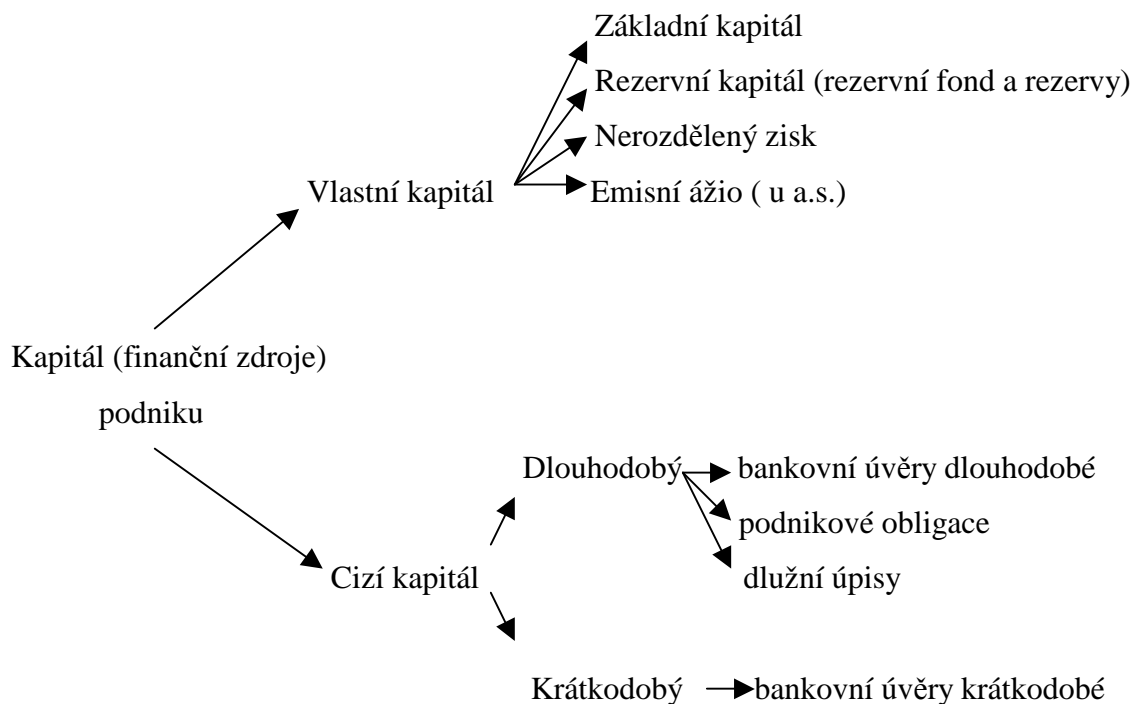 Základní kapitál
Rezervní kapitál (rezervní fond a rezervy)
Nerozdělený zisk
Vlastní kapitál
Emisní ážio ( u a.s.)
Kapitál (finanční zdroje)
podniku
Dlouhodobý
bankovní úvěry dlouhodobé
podnikové obligace
Cizí kapitál
dlužní úpisy
Krátkodobý
bankovní úvěry krátkodobé